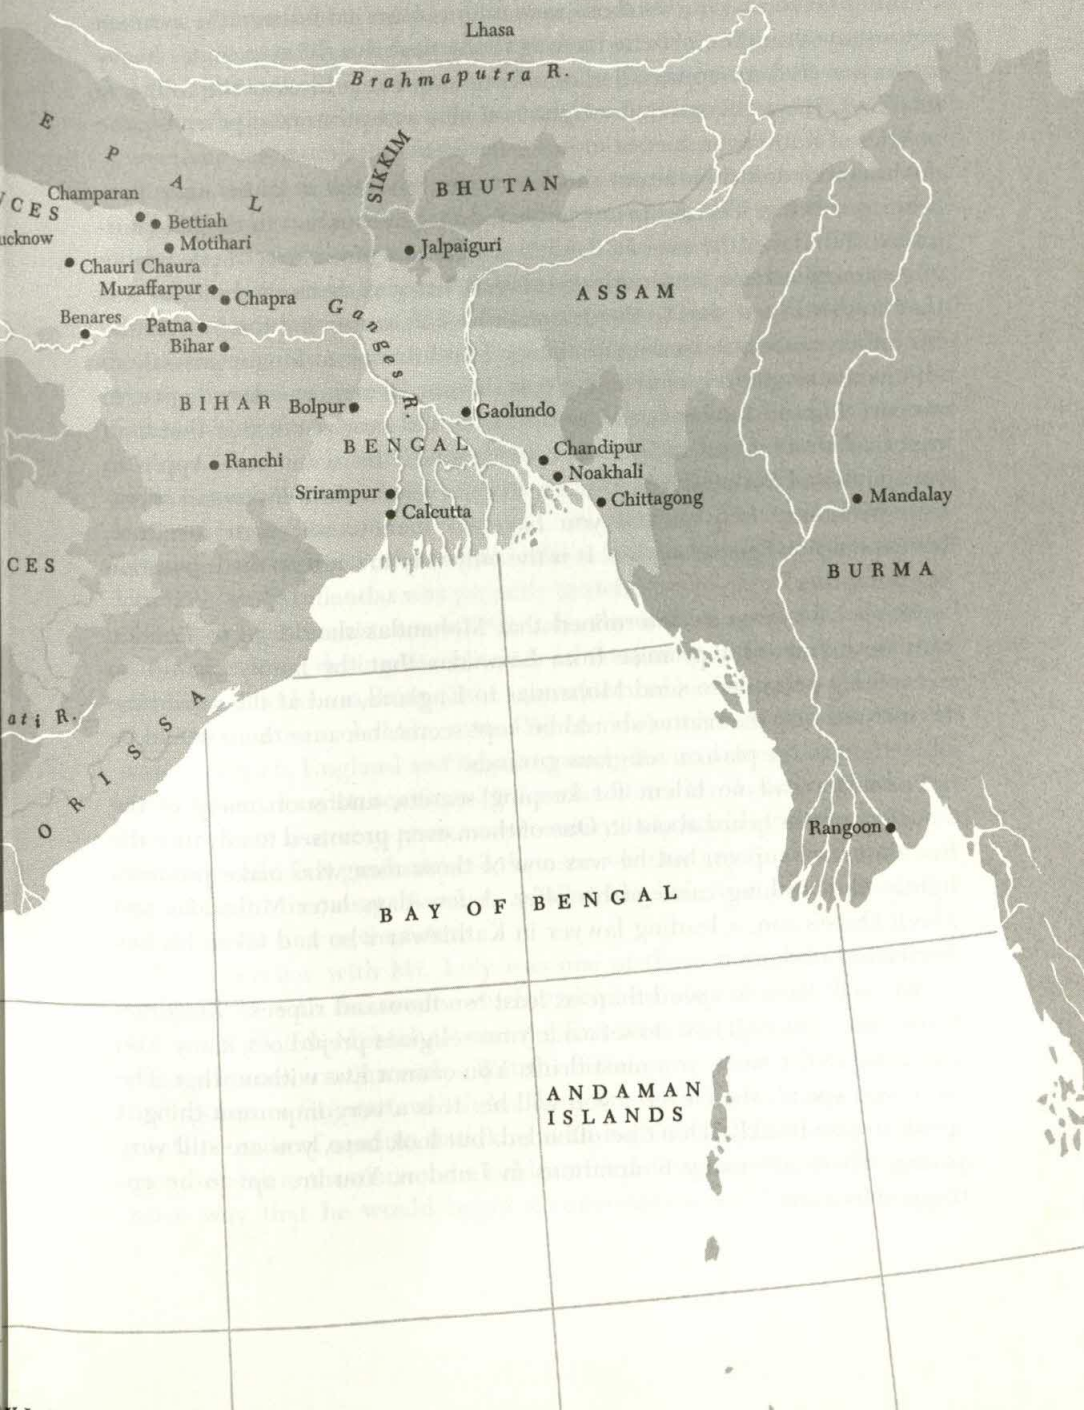 Lhasa
Brahmaputra R.
EPAL
SIKKIM
BHUTAN
Champaran
CES
Bettiah
ucknow
Motihari
Jalpaiguri
Chauri Chaura
Muzaffarpur
Chapra
ASSAM
Ganges R.
Benares
Patna
Bihar
BIHAR
Bolpur
Gaolundo
BENGAL
Chandipur
Ranchi
Noakhali
Srirampur
Chittagong
Mandalay
Calcutta
CES
BURMA
ati R.
ORISSA
Rangoon
BAY OF BENGAL
ANDAMAN
ISLANDS